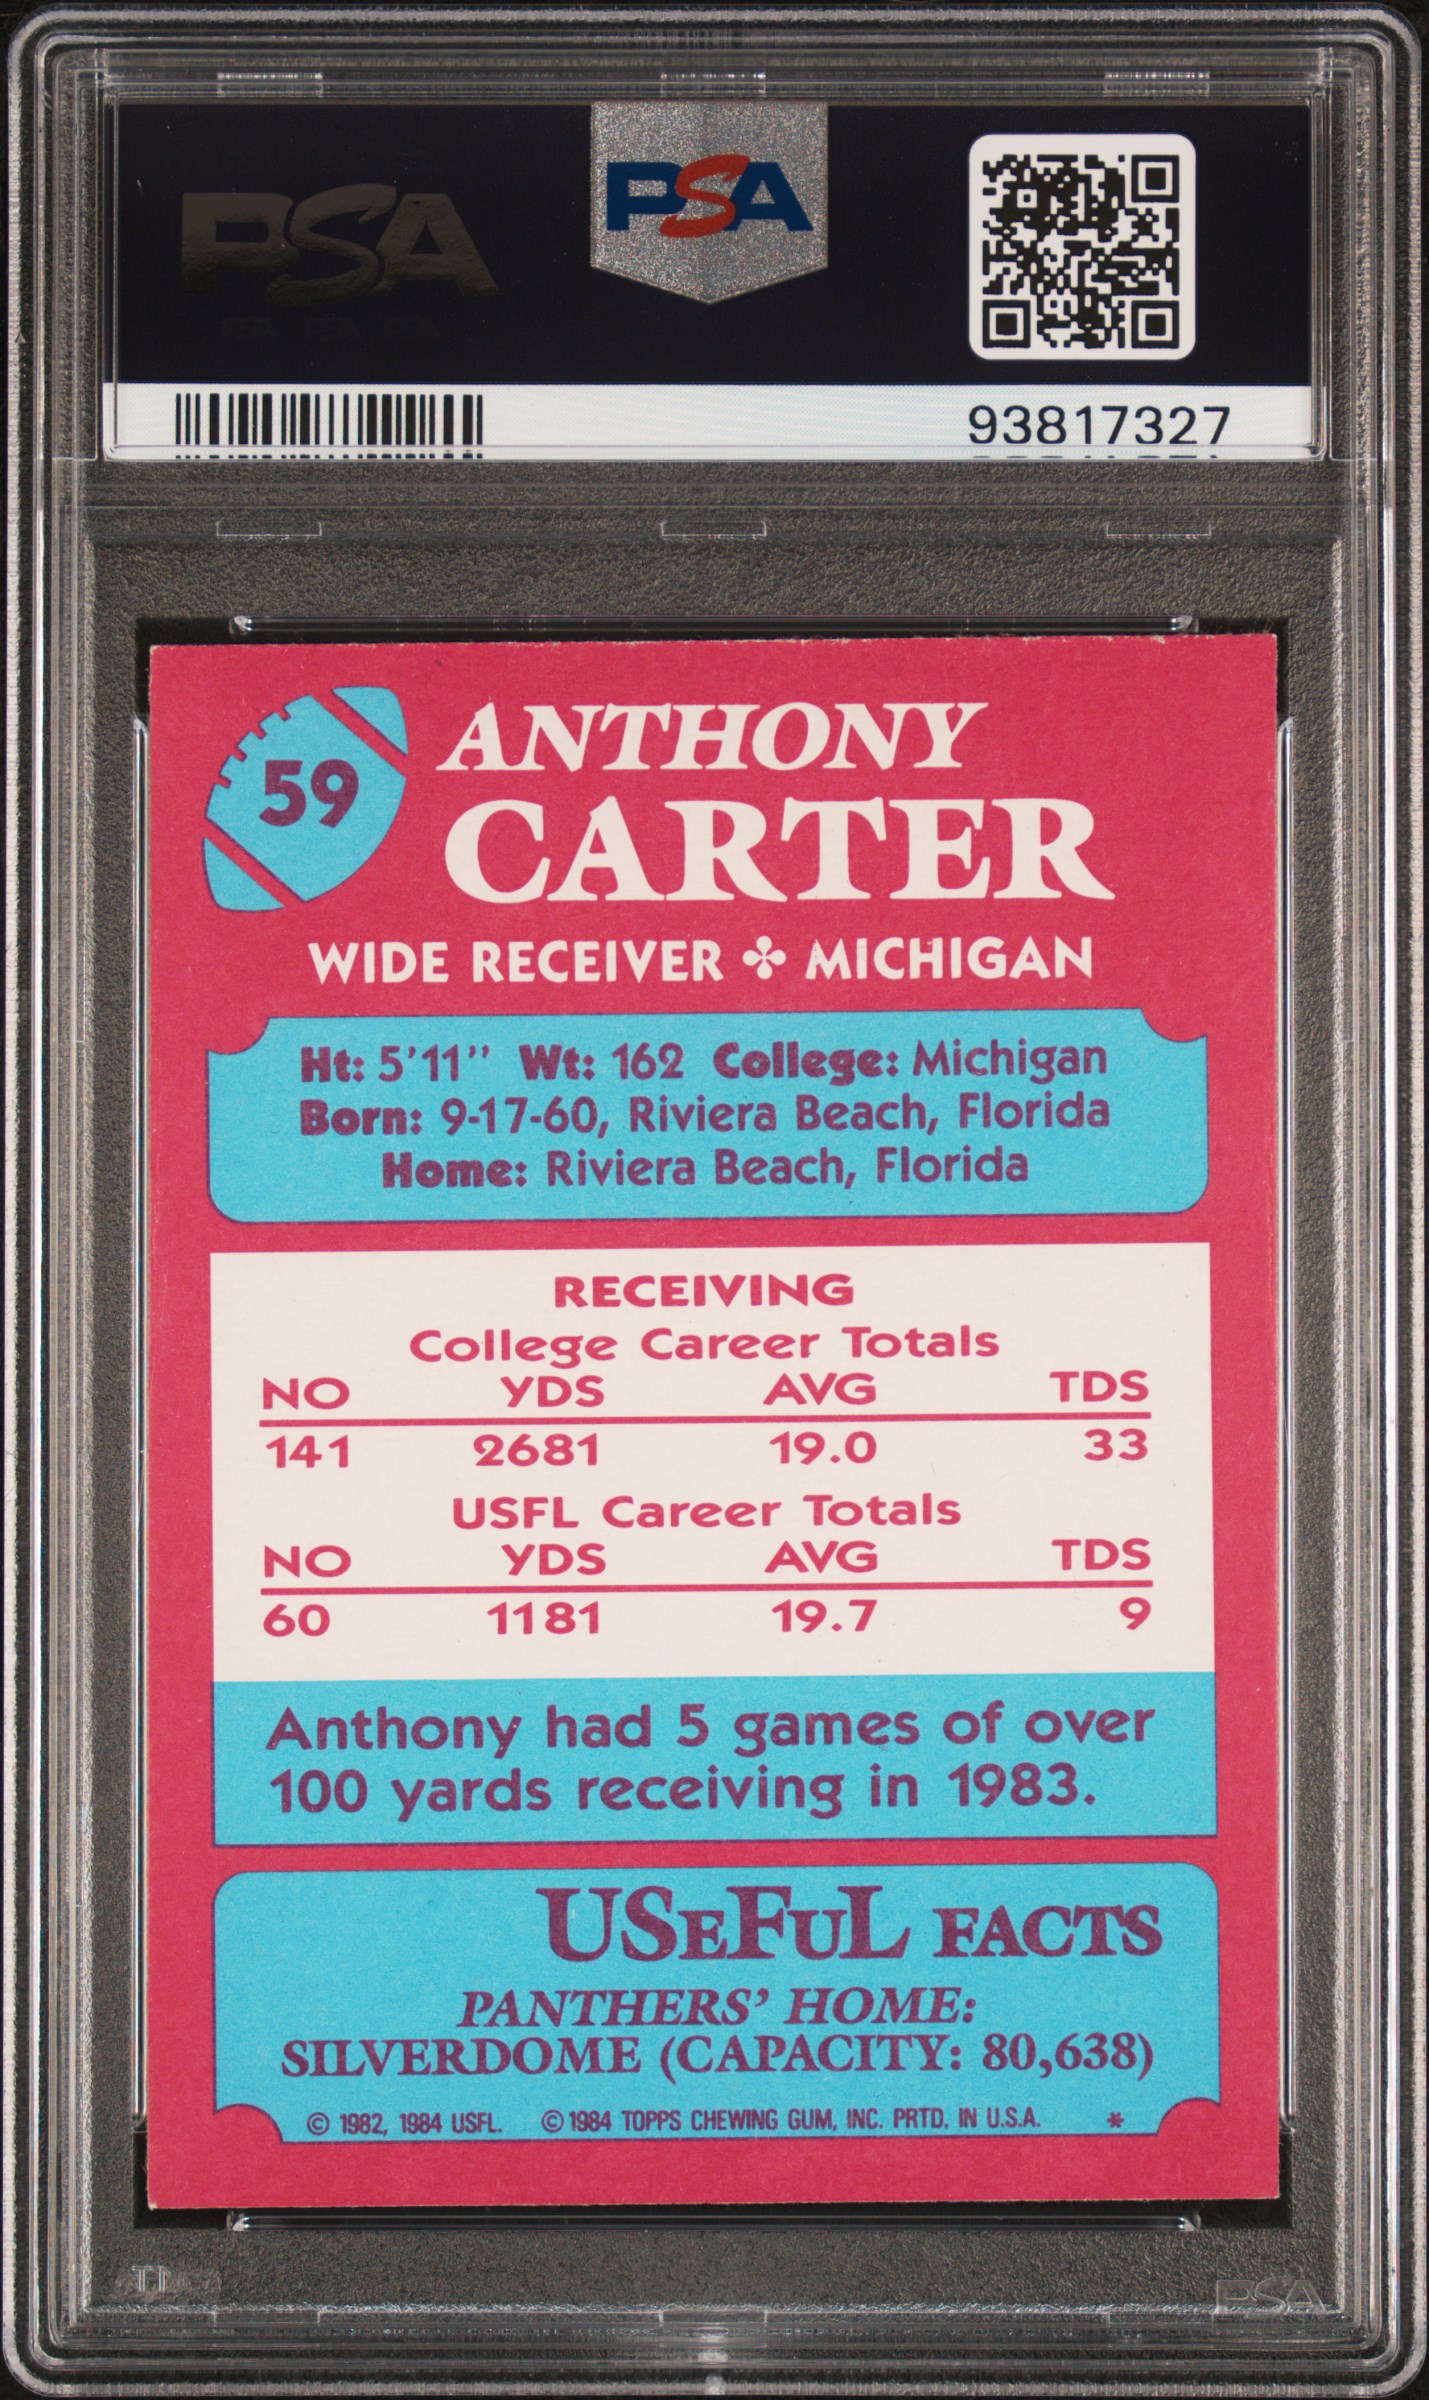 PSA
PSA
93817327
59
ANTHONY
CARTER
WIDE RECEIVER ✤ MICHIGAN
Ht: 5'11" Wt: 162 College: Michigan
Born: 9-17-60, Riviera Beach, Florida
Home: Riviera Beach, Florida
RECEIVING
College Career Totals
NO YDS AVG TDS
141 2681 19.0 33
USFL Career Totals
NO YDS AVG TDS
60 1181 19.7 9
Anthony had 5 games of over
100 yards receiving in 1983.
USeFuL FACTS
PANTHERS' HOME:
SILVERDOME (CAPACITY: 80,638)
© 1982, 1984 USFL. © 1984 TOPPS CHEWING GUM, INC. PRTD. IN U.S.A. *
PSA